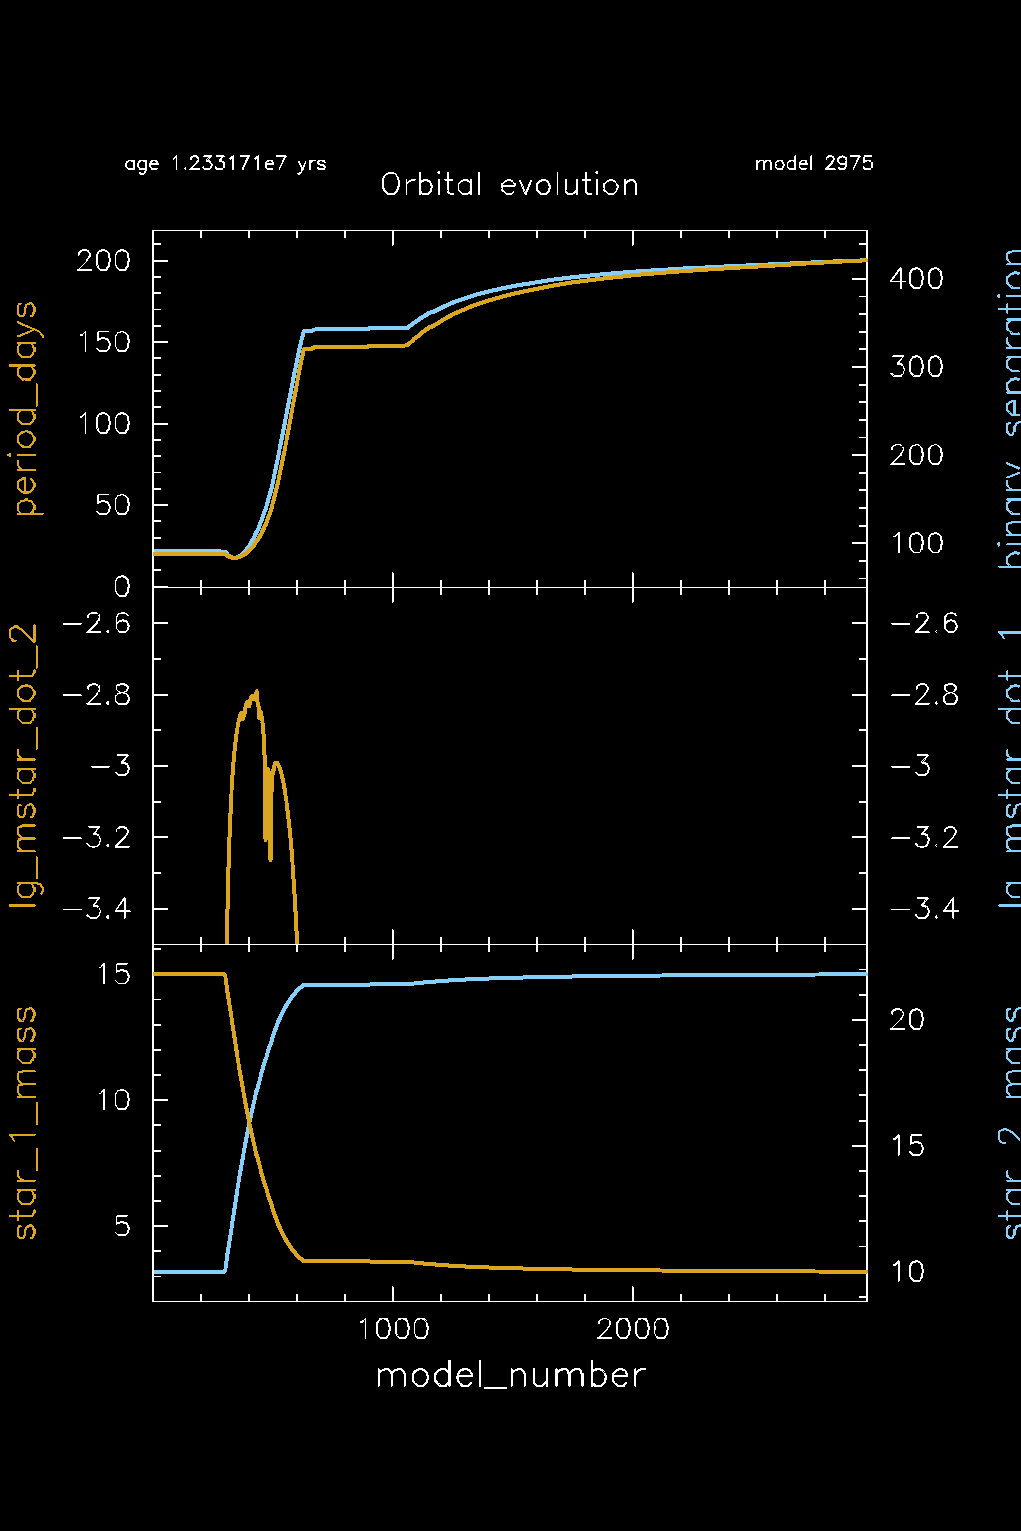 age 1.233171e7 yrs
model 2975
Orbital evolution
period_days
200
150
100
50
0
400
300
200
100
binary_separation
lg_mstar_dot_2
−2.6
−2.8
−3
−3.2
−3.4
−2.6
−2.8
−3
−3.2
−3.4
lg_mstar_dot_1
star_1_mass
15
10
5
20
15
10
star_2_mass
1000
2000
model_number